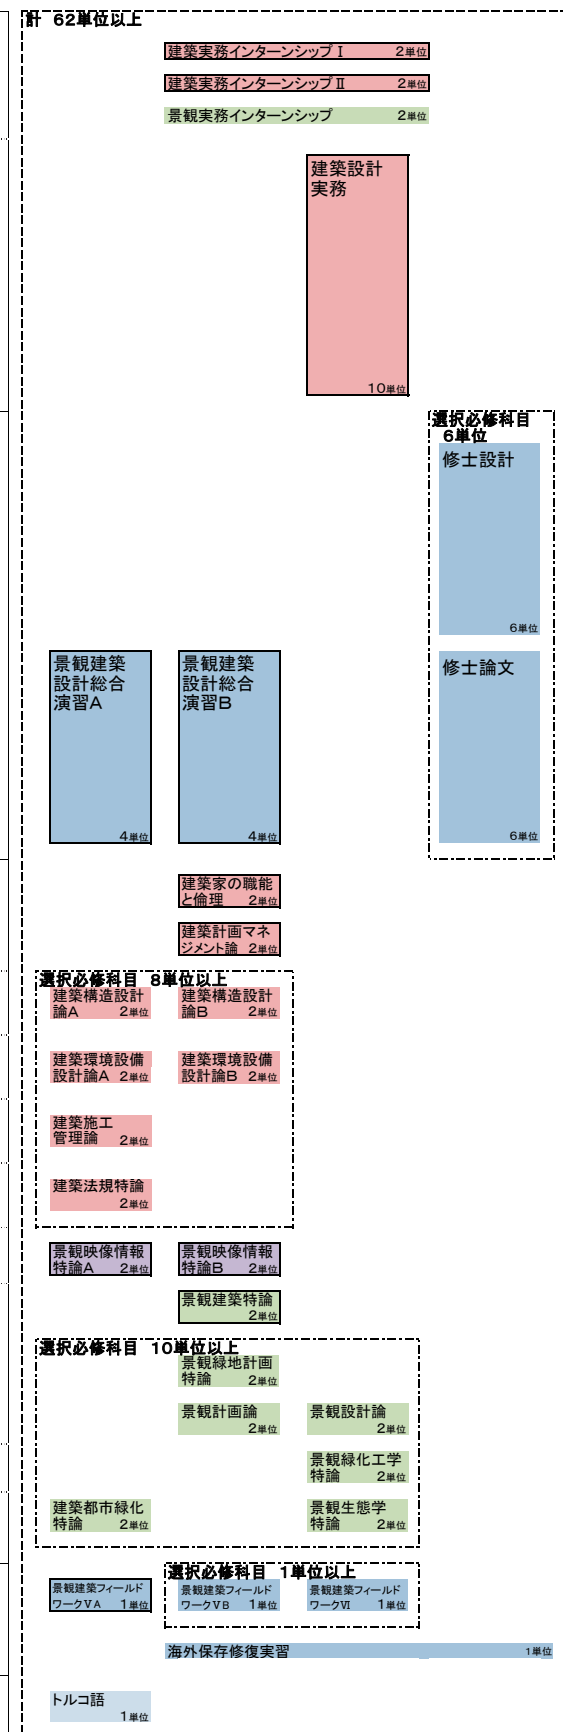 計 62単位以上
建築実務インターンシップⅠ 2単位
建築実務インターンシップⅡ 2単位
景観実務インターンシップ 2単位
建築設計
実務
10単位
選択必修科目
6単位
修士設計
6単位
景観建築
設計総合
演習A
4単位
景観建築
設計総合
演習B
4単位
修士論文
6単位
建築家の職能
と倫理 2単位
建築計画マネ
ジメント論 2単位
選択必修科目 8単位以上
建築構造設計
論A 2単位
建築構造設計
論B 2単位
建築環境設備
設計論A 2単位
建築環境設備
設計論B 2単位
建築施工
管理論 2単位
建築法規特論
2単位
景観映像情報
特論A 2単位
景観映像情報
特論B 2単位
景観建築特論
2単位
選択必修科目 10単位以上
景観緑地計画
特論 2単位
景観計画論
2単位
景観設計論
2単位
景観緑化工学
特論 2単位
建築都市緑化
特論 2単位
景観生態学
特論 2単位
選択必修科目 1単位以上
景観建築フィールド
ワークⅤA 1単位
景観建築フィールド
ワークⅤB 1単位
景観建築フィールド
ワークⅥ 1単位
海外保存修復実習 1単位
トルコ語
1単位